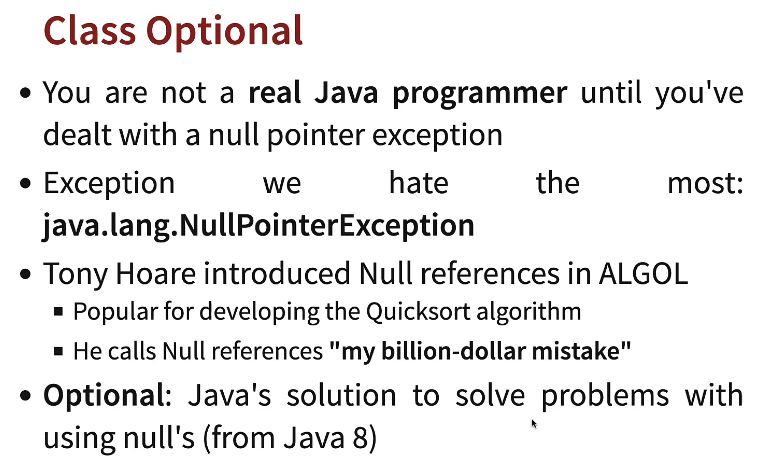 Class Optional
• You are not a real Java programmer until you've
dealt with a null pointer exception
• Exception we hate the most:
java.lang.NullPointerException
• Tony Hoare introduced Null references in ALGOL
▪ Popular for developing the Quicksort algorithm
▪ He calls Null references "my billion-dollar mistake"
• Optional: Java's solution to solve problems with
using null's (from Java 8)